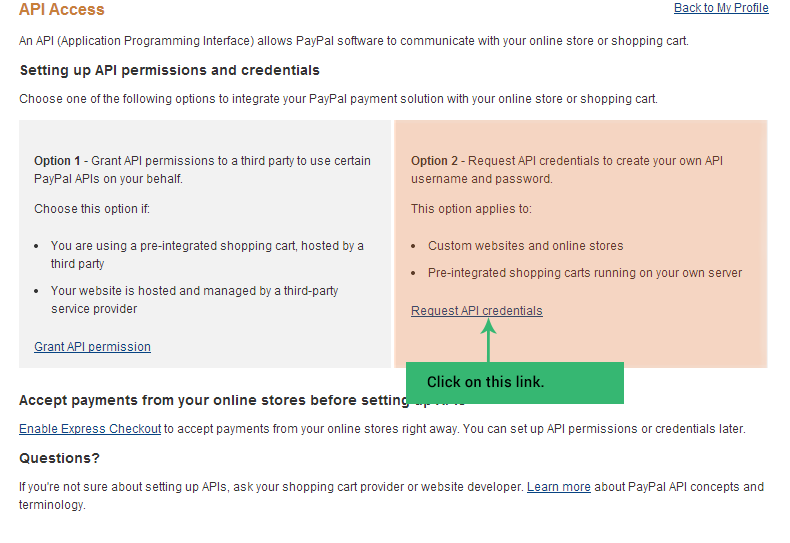 API Access
Back to My Profile
An API (Application Programming Interface) allows PayPal software to communicate with your online store or shopping cart.
Setting up API permissions and credentials
Choose one of the following options to integrate your PayPal payment solution with your online store or shopping cart.
Option 1 - Grant API permissions to a third party to use certain
PayPal APIs on your behalf.
Choose this option if:
• You are using a pre-integrated shopping cart, hosted by a
third party
• Your website is hosted and managed by a third-party
service provider
Grant API permission
Option 2 - Request API credentials to create your own API
username and password.
This option applies to:
• Custom websites and online stores
• Pre-integrated shopping carts running on your own server
Request API credentials
Click on this link.
Accept payments from your online stores before setting up APIs
Enable Express Checkout to accept payments from your online stores right away. You can set up API permissions or credentials later.
Questions?
If you're not sure about setting up APIs, ask your shopping cart provider or website developer. Learn more about PayPal API concepts and
terminology.